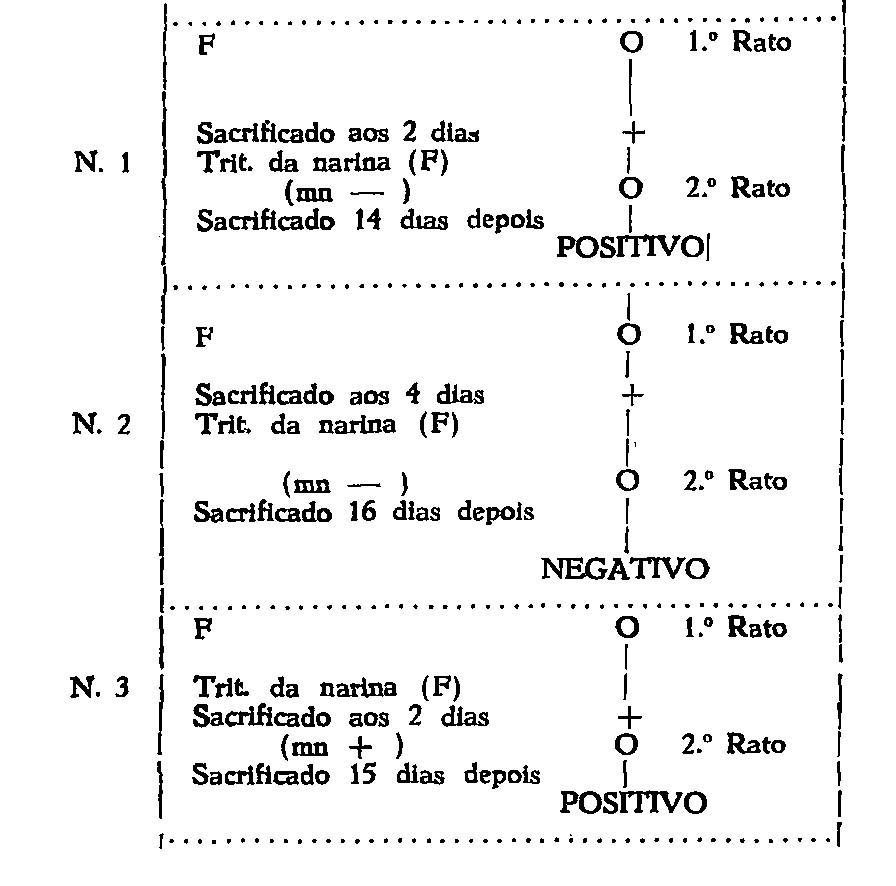 F O 1.º Rato
Sacrificado aos 2 dias +
N. 1 Trit. da narina (F)
(mn — ) O 2.º Rato
Sacrificado 14 dias depois
POSITIVO
F O 1.º Rato
Sacrificado aos 4 dias +
N. 2 Trit. da narina (F)
(mn — ) O 2.º Rato
Sacrificado 16 dias depois
NEGATIVO
F O 1.º Rato
N. 3 Trit. da narina (F)
Sacrificado aos 2 dias +
(mn + ) O 2.º Rato
Sacrificado 15 dias depois
POSITIVO